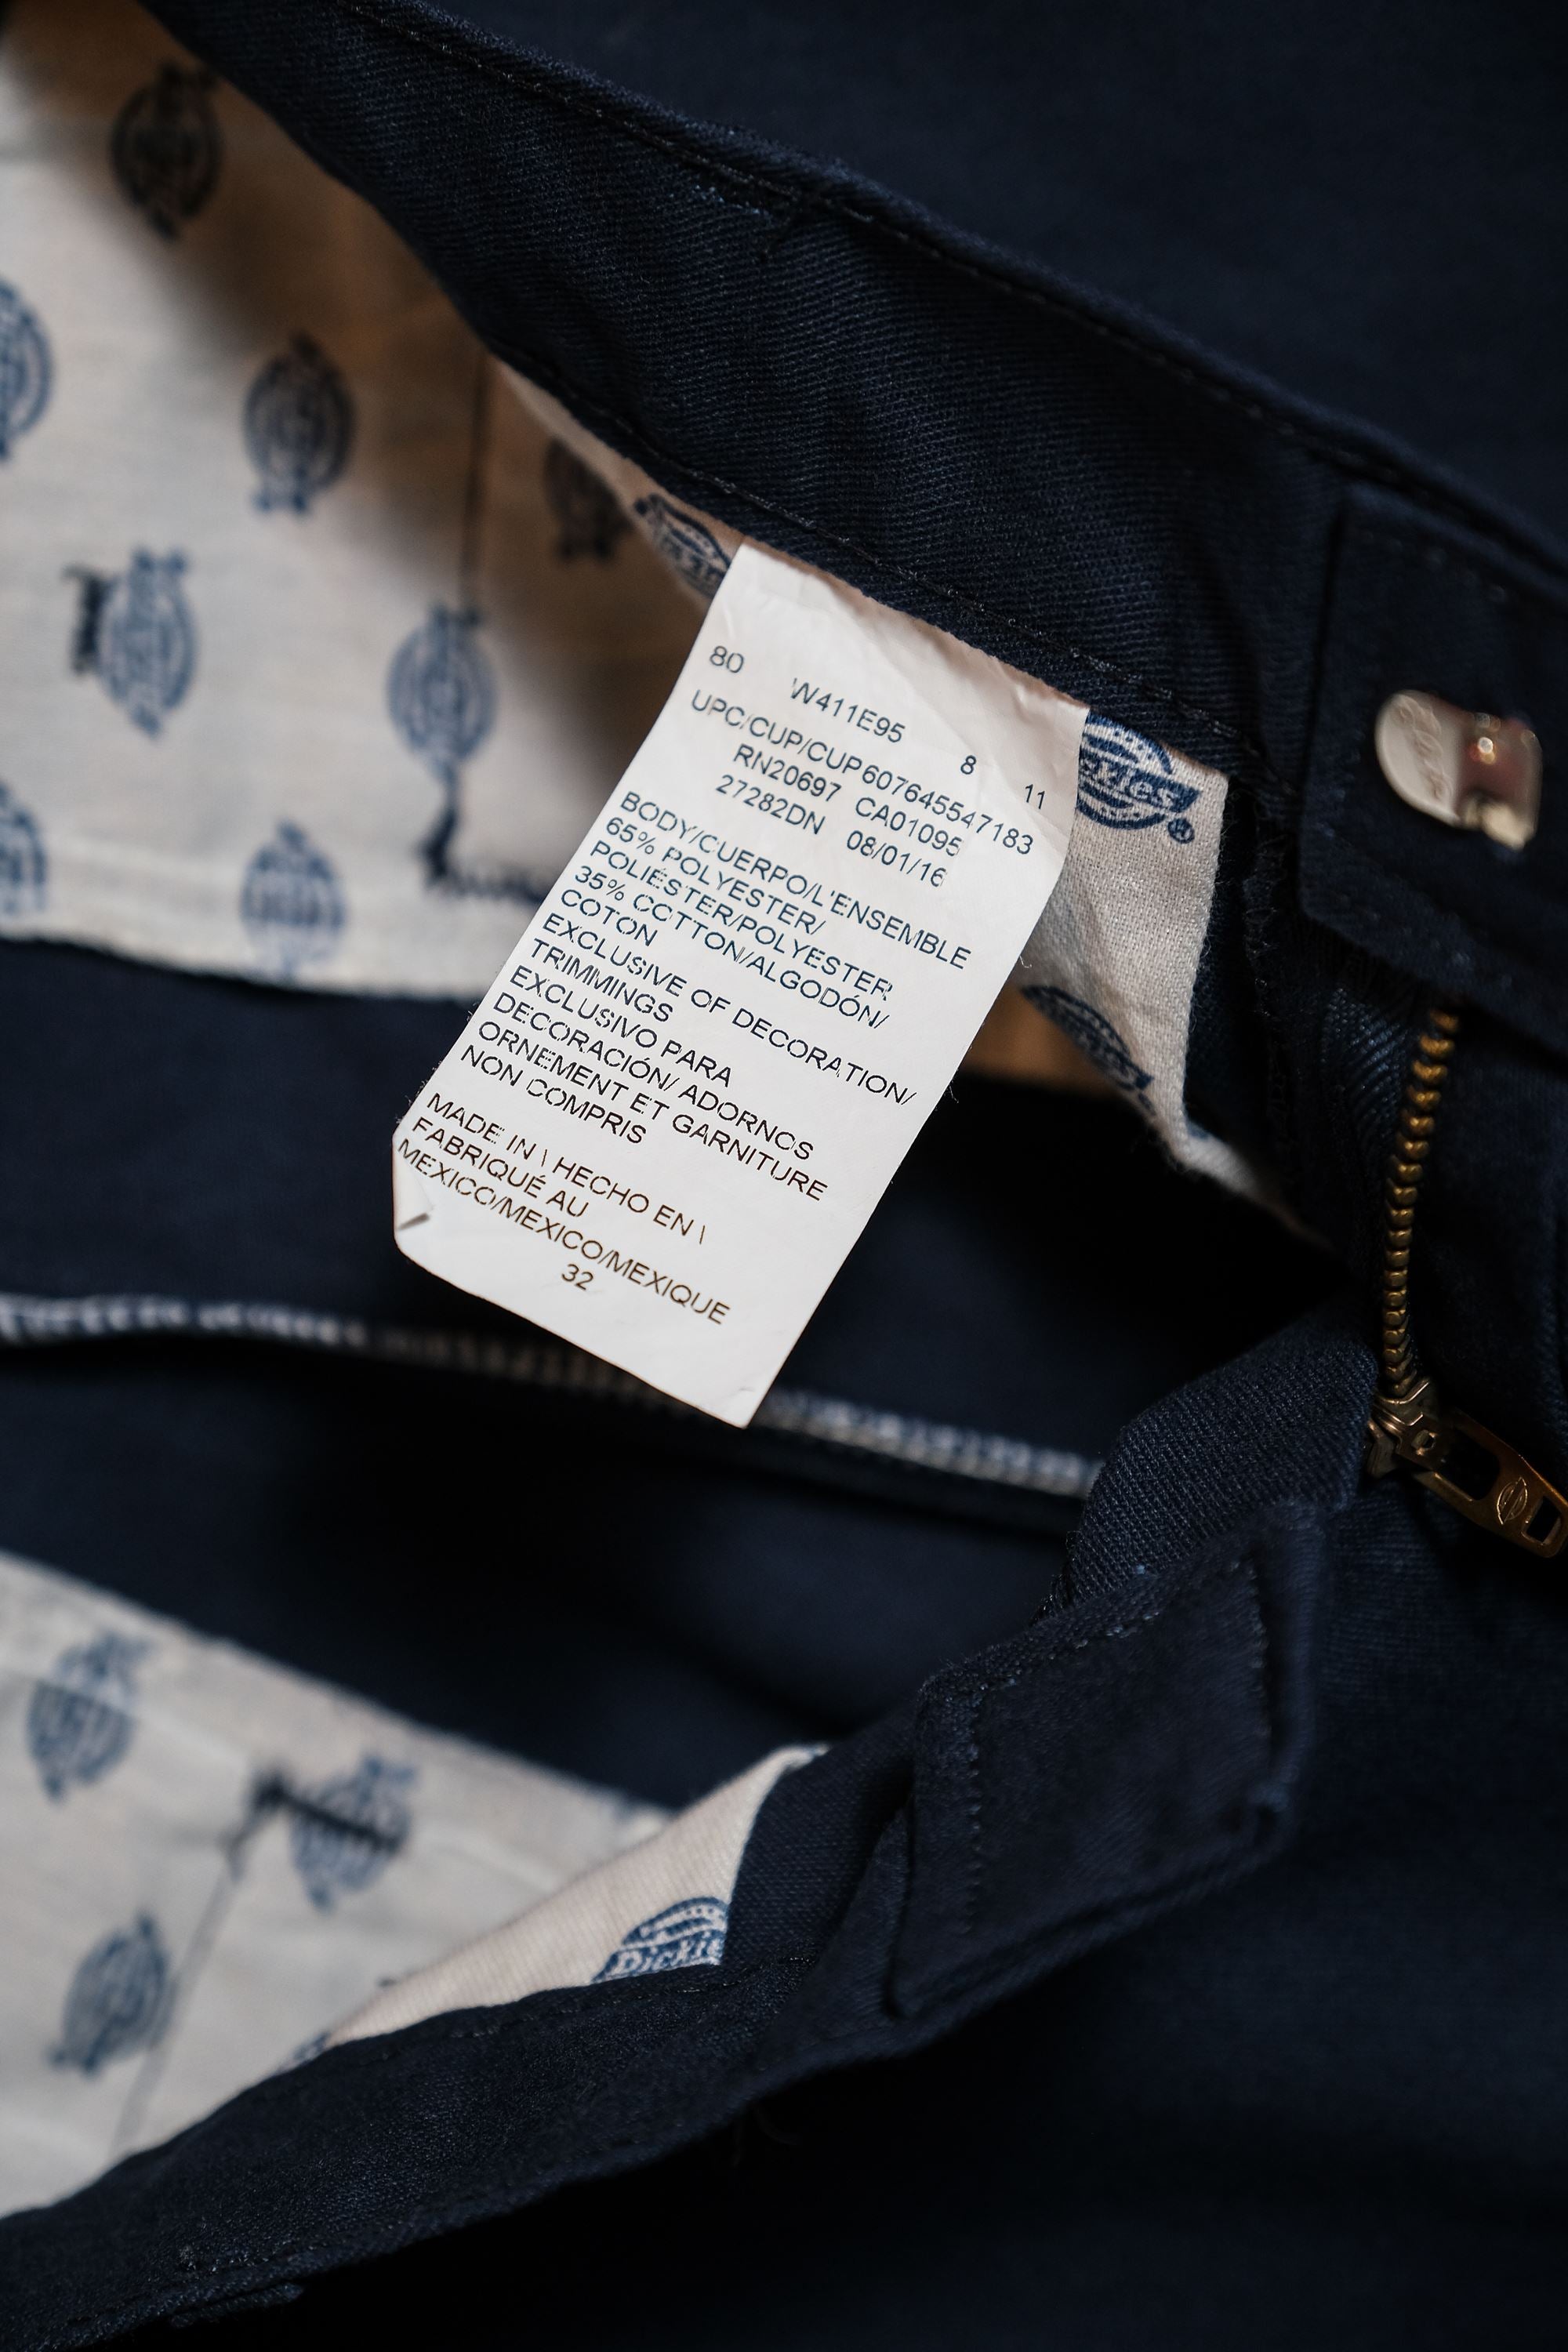 80 W411E95 8 11
UPC/CUP/CUP607645547183
RN20697 CA01095
27282DN 08/01/16
BODY/CUERPO/L'ENSEMBLE
65% POLYESTER/
POLIÉSTER/POLYESTER
35% COTTON/ALGODÓN/
COTON
EXCLUSIVE OF DECORATION/
TRIMMINGS
EXCLUSIVO PARA
DECORACIÓN/ ADORNOS
ORNEMENT ET GARNITURE
NON COMPRIS
MADE IN \ HECHO EN \
FABRIQUÉ AU
MEXICO/MEXICO/MEXIQUE
32